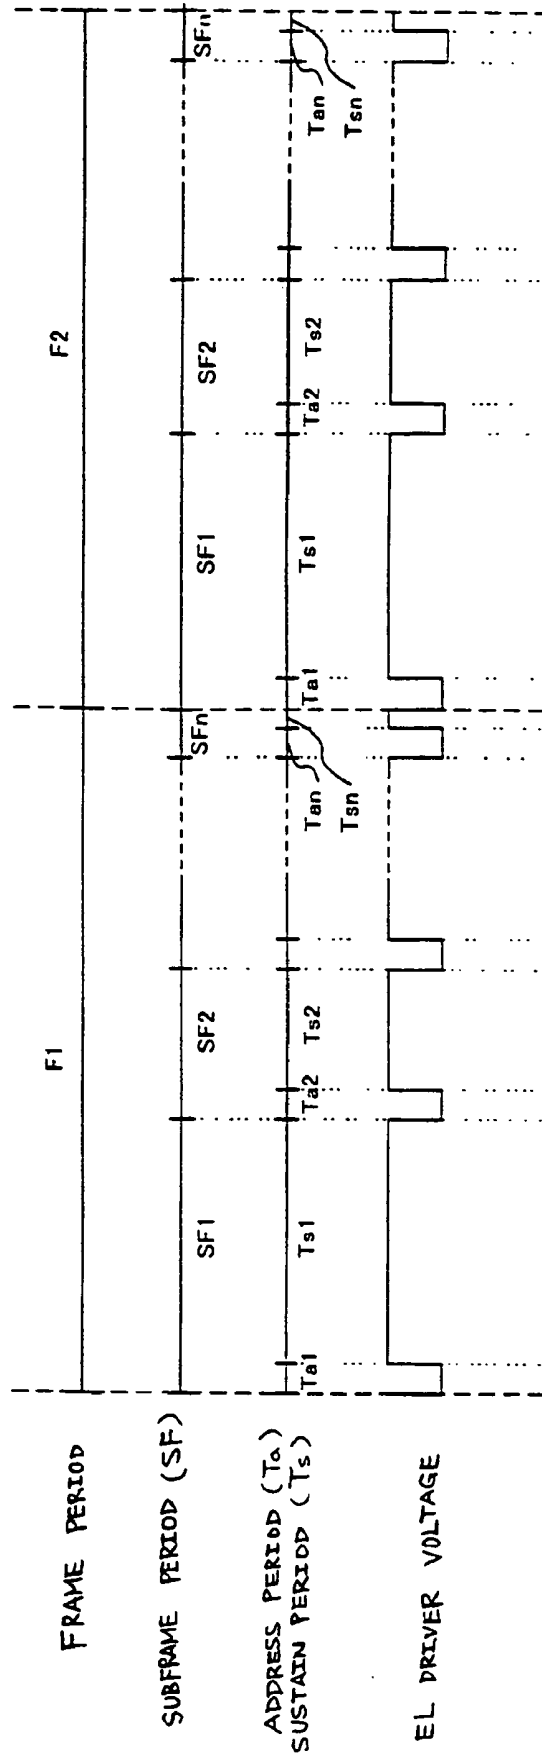 FRAME PERIOD
F1
F2
SUBFRAME PERIOD (SF)
SF1
SF2
SFn
SF1
SF2
SFn
ADDRESS PERIOD (Ta)
SUSTAIN PERIOD (Ts)
Ta1
Ts1
Ta2
Ts2
Tan
Tsn
Ta1
Ts1
Ta2
Ts2
Tan
Tsn
EL DRIVER VOLTAGE